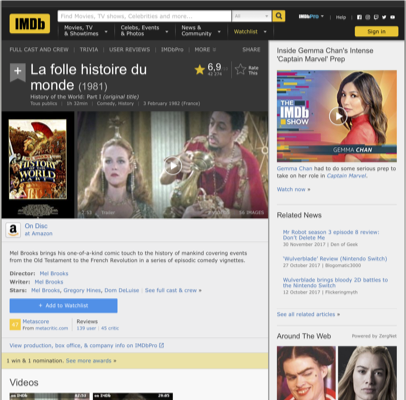 IMDb
Find Movies, TV shows, Celebrities and more...
All
IMDbPro
Help
Movies, TV
& Showtimes
Celebs, Events
& Photos
News &
Community
Watchlist
Sign in
FULL CAST AND CREW | TRIVIA | USER REVIEWS | IMDbPro | MORE
SHARE
La folle histoire du
monde (1981)
6,9
Rate
This
History of the World: Part I (original title)
Tous publics | 1h 32min | Comedy, History | 3 February 1982 (France)
On Disc
at Amazon
Mel Brooks brings his one-of-a-kind comic touch to the history of mankind covering events
from the Old Testament to the French Revolution in a series of episodic comedy vignettes.
Director: Mel Brooks
Writer: Mel Brooks
Stars: Mel Brooks, Gregory Hines, Dom DeLuise | See full cast & crew »
+ Add to Watchlist
Metascore
From metacritic.com
Reviews
139 user | 45 critic
View production, box office, & company info on IMDbPro
1 win & 1 nomination. See more awards »
Videos
Inside Gemma Chan's Intense
'Captain Marvel' Prep
THE
IMDb
SHOW
GEMMA CHAN
Gemma Chan had to do some serious prep to
take on her role in Captain Marvel.
Watch now »
Related News
Mr Robot season 3 episode 8 review:
Don't Delete Me
30 November 2017 | Den of Geek
'Wulverblade' Review (Nintendo Switch)
27 October 2017 | Blogomatic3000
Wulverblade brings bloody 2D battles to
the Nintendo Switch
12 October 2017 | Flickeringmyth
See all related articles »
Around The Web
Powered by ZergNet